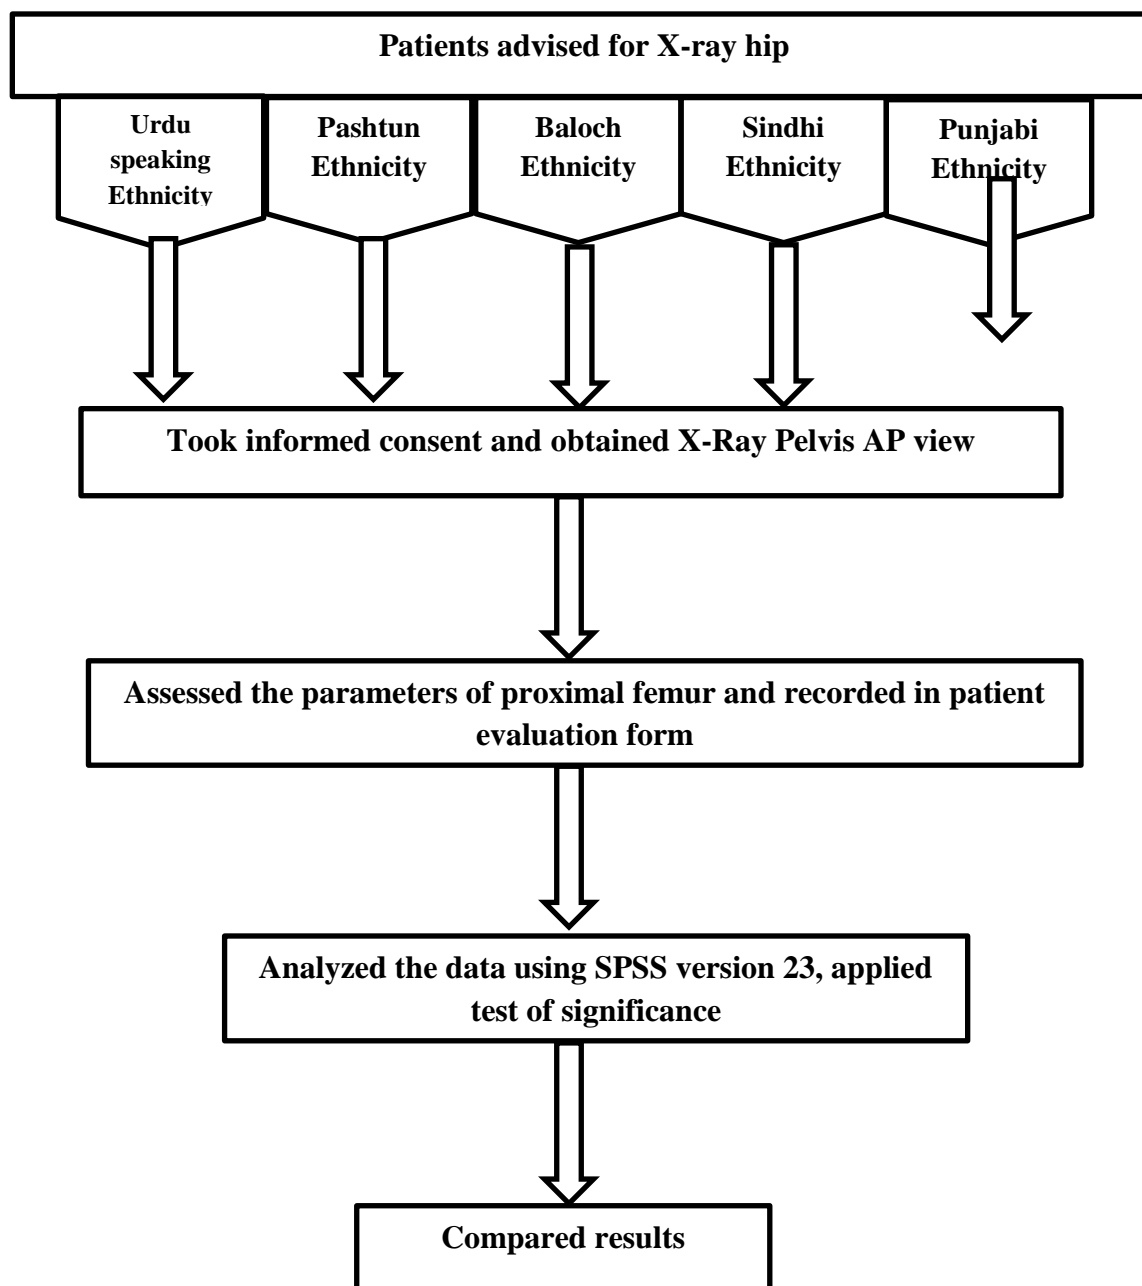 Patients advised for X-ray hip
Urdu
speaking
Ethnicity
Pashtun
Ethnicity
Baloch
Ethnicity
Sindhi
Ethnicity
Punjabi
Ethnicity
Took informed consent and obtained X-Ray Pelvis AP view
Assessed the parameters of proximal femur and recorded in patient
evaluation form
Analyzed the data using SPSS version 23, applied
test of significance
Compared results